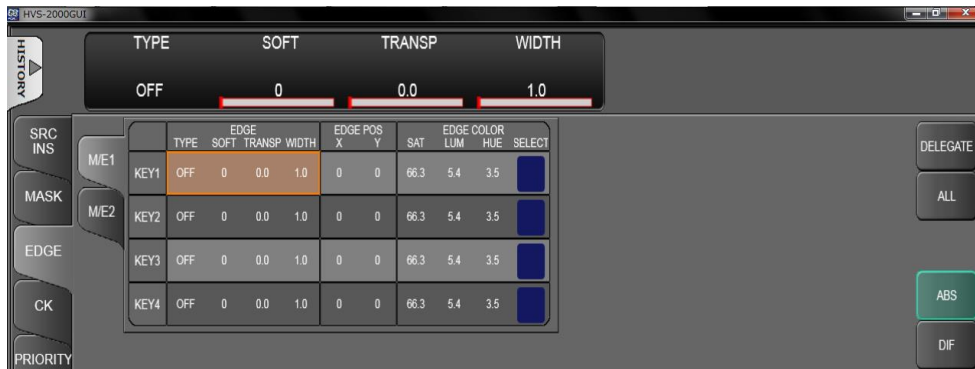 HVS-2000GUI
HISTORY
TYPE SOFT TRANSP WIDTH
OFF 0 0.0 1.0
SRC INS
MASK
EDGE
CK
PRIORITY
M/E1
M/E2
EDGE EDGE POS EDGE COLOR
TYPE SOFT TRANSP WIDTH X Y SAT LUM HUE SELECT
KEY1 OFF 0 0.0 1.0 0 0 66.3 5.4 3.5
KEY2 OFF 0 0.0 1.0 0 0 66.3 5.4 3.5
KEY3 OFF 0 0.0 1.0 0 0 66.3 5.4 3.5
KEY4 OFF 0 0.0 1.0 0 0 66.3 5.4 3.5
DELEGATE
ALL
ABS
DIF